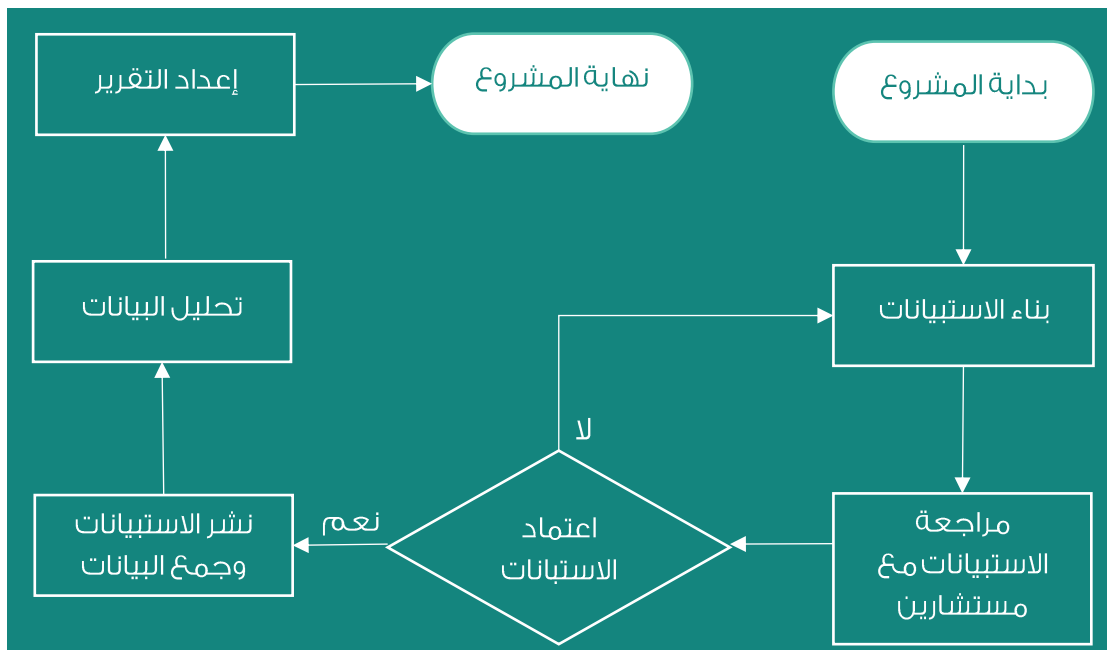 بداية المشروع
بناء الاستبيانات
مراجعة
الاستبيانات مع
مستشارين
اعتماد
الاستبانات
لا
نعم
نشر الاستبيانات
وجمع البيانات
تحليل البيانات
إعداد التقرير
نهاية المشروع